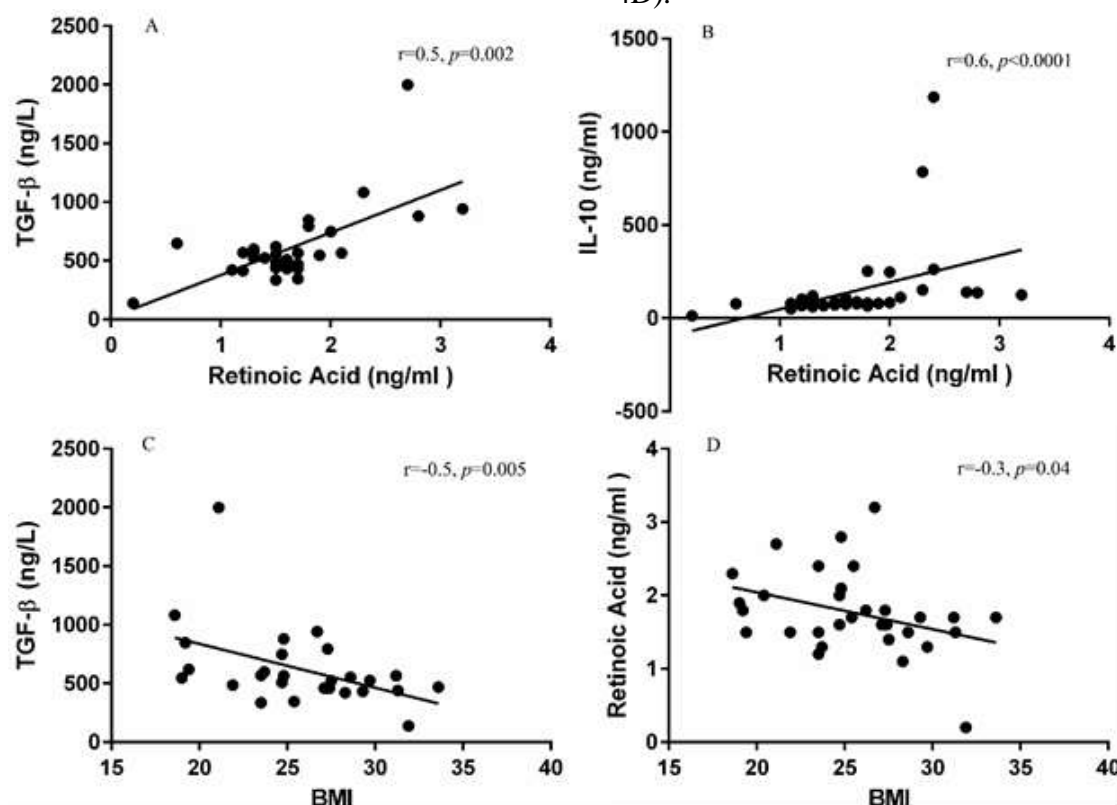 4D).
A
r=0.5, p=0.002
TGF-β (ng/L)
2500
2000
1500
1000
500
0
0 1 2 3 4
Retinoic Acid (ng/ml )
B
r=0.6, p<0.0001
IL-10 (ng/ml)
1500
1000
500
0
-500
1 2 3 4
Retinoic Acid (ng/ml )
C
r=-0.5, p=0.005
TGF-β (ng/L)
2500
2000
1500
1000
500
0
15 20 25 30 35 40
BMI
D
r=-0.3, p=0.04
Retinoic Acid (ng/ml)
4
3
2
1
0
15 20 25 30 35 40
BMI